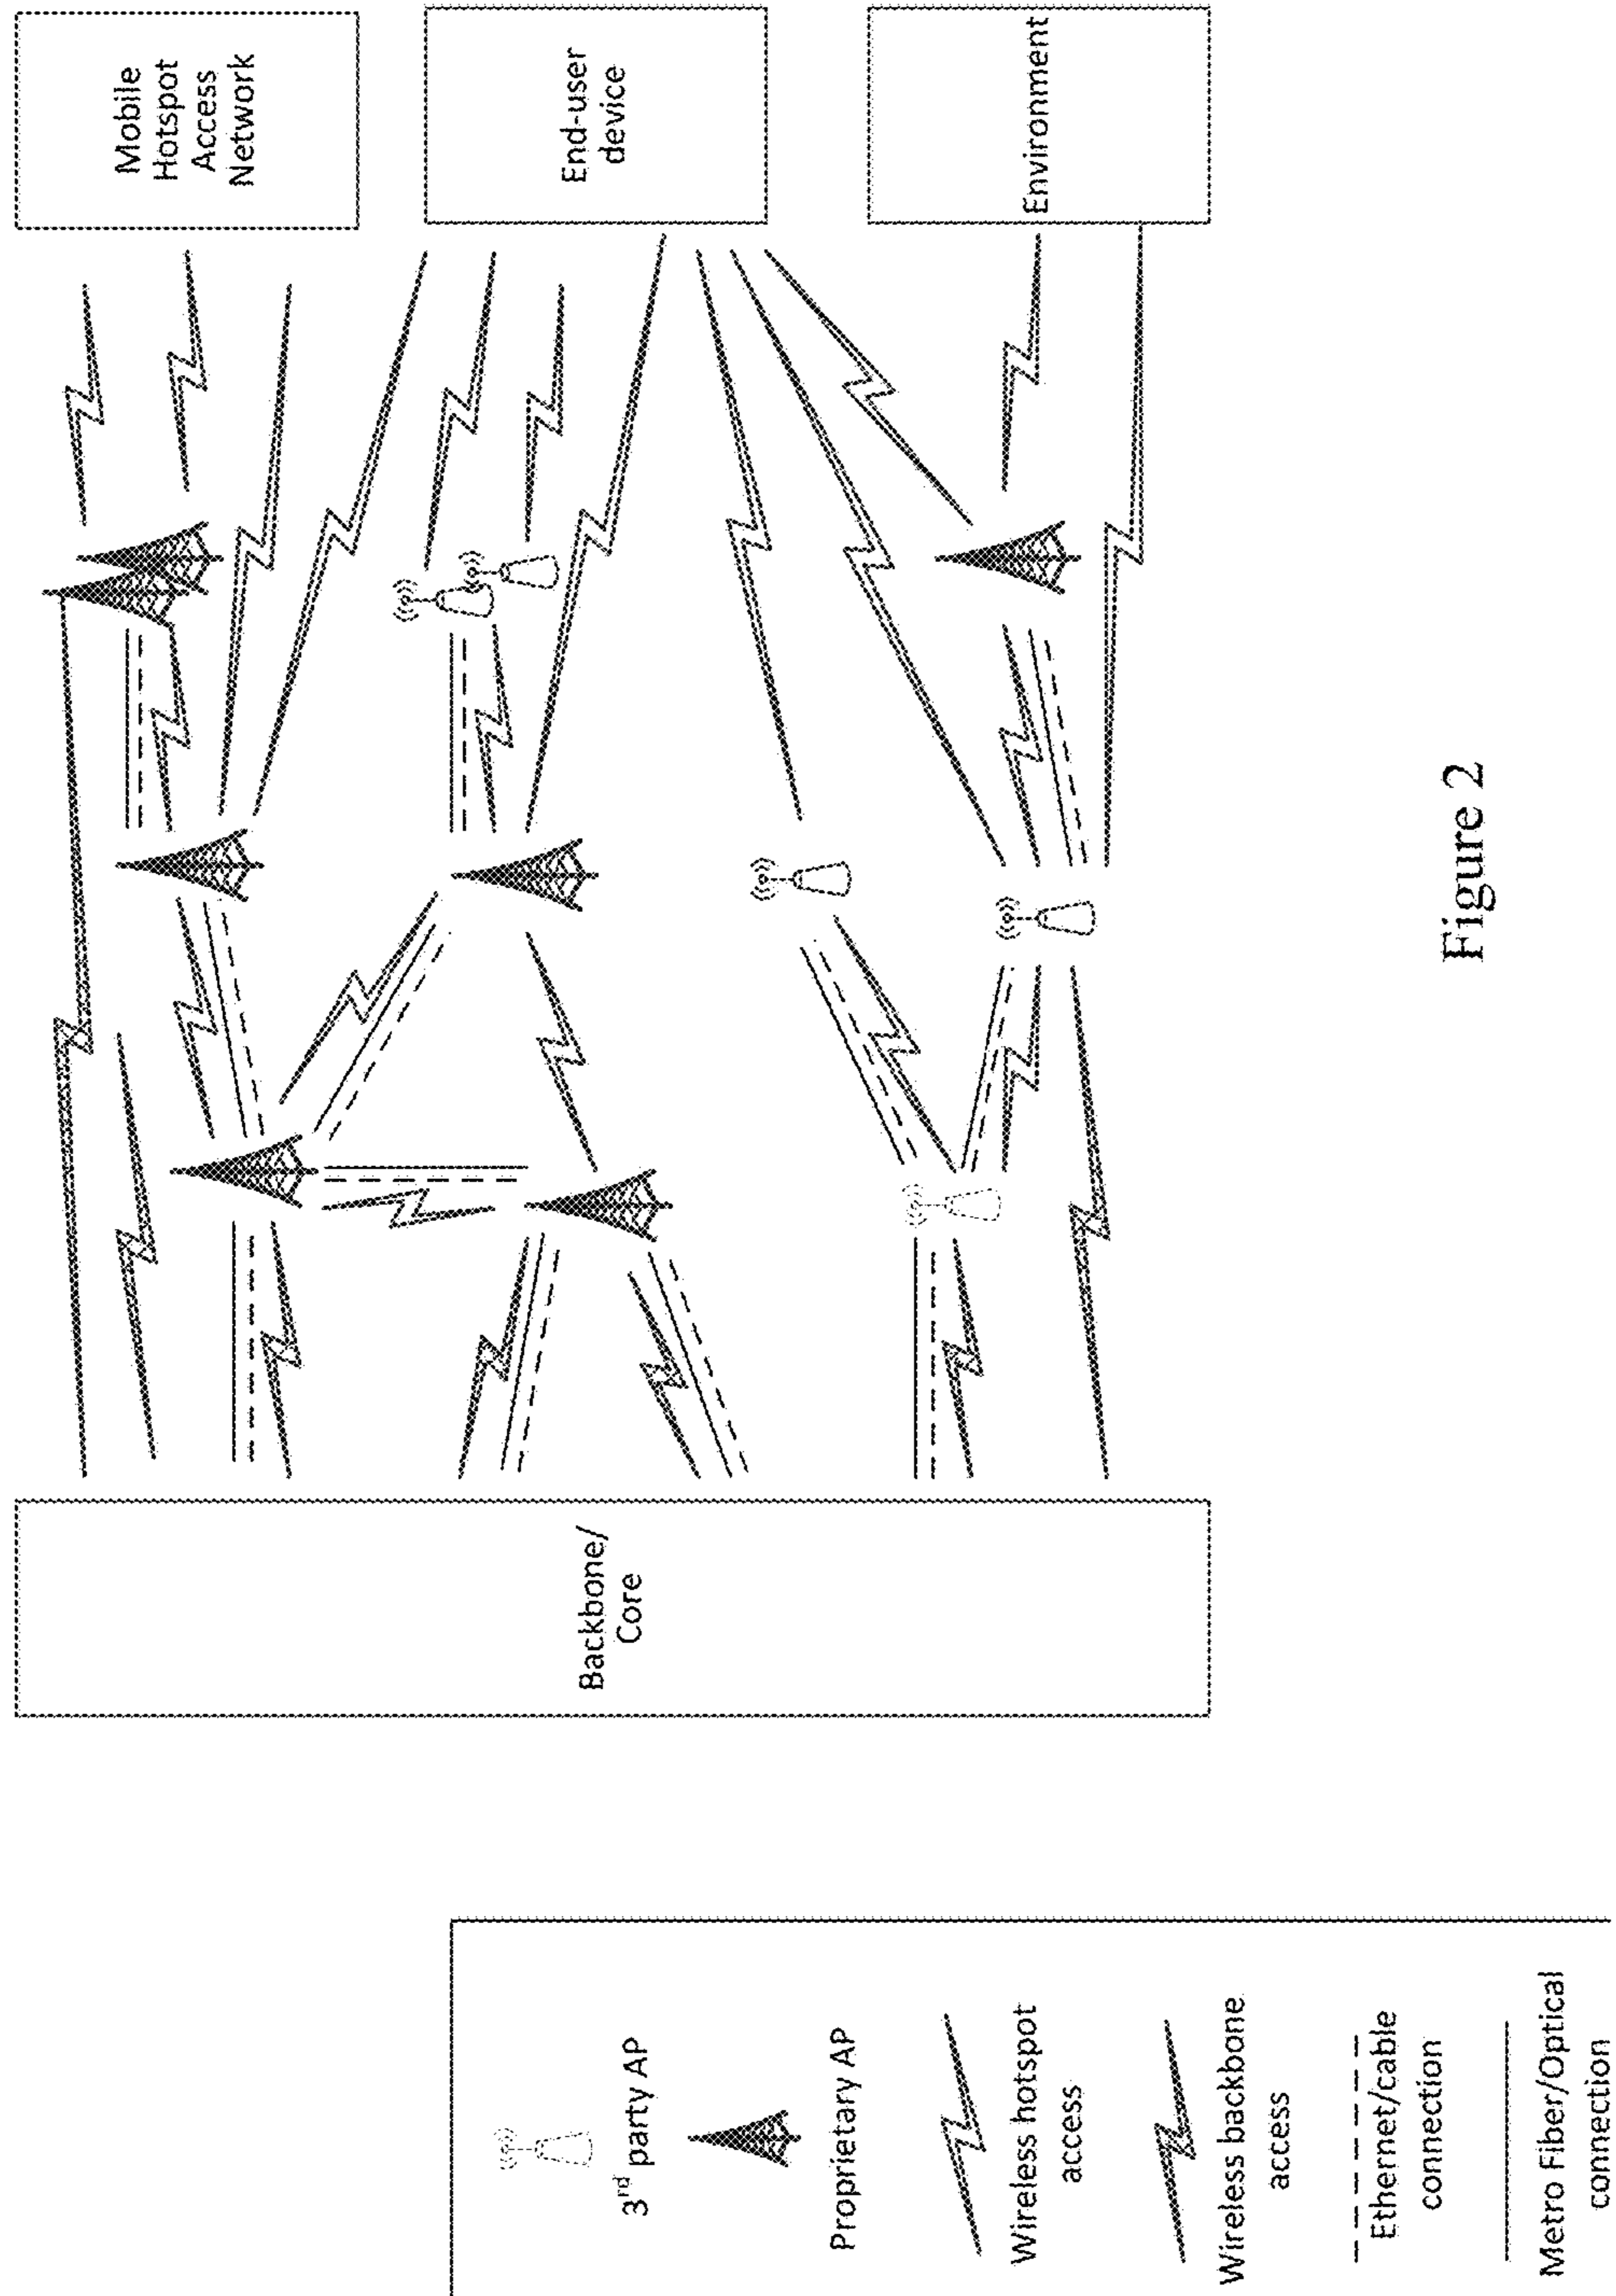 Mobile
Hotspot
Access
Network
End-user
device
Environment
Backbone/
Core
3rd party AP
Proprietary AP
Wireless hotspot
access
Wireless backbone
access
Ethernet/cable
connection
Metro Fiber/Optical
connection
Figure 2